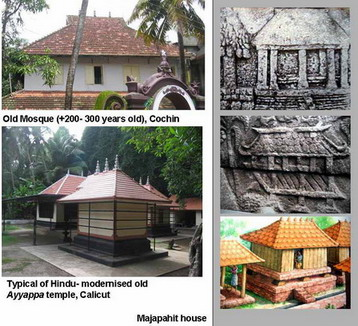 Old Mosque (+200- 300 years old), Cochin
Typical of Hindu- modernised old
Ayyappa temple, Calicut
Majapahit house